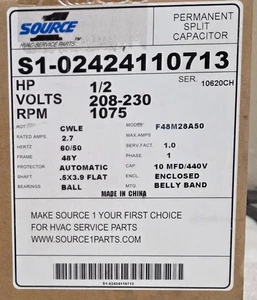 SOURCE 1
HVAC SERVICE PARTS
PERMANENT
SPLIT
CAPACITOR
S1-02424110713
SER. 10620CH
HP 1/2
VOLTS 208-230
RPM 1075
ROT. CWLE MODEL# F48M28A50
RATED AMPS 2.7 MAX.AMPS
HERTZ 60/50 SERV.FACT. 1.0
FRAME 48Y PHASE 1
PROTECTOR AUTOMATIC CAP. 10 MFD/440V
SHAFT .5X3.9 FLAT ENCL. ENCLOSED
BEARINGS BALL MTG. BELLY BAND
MADE IN CHINA
MAKE SOURCE 1 YOUR FIRST CHOICE
FOR HVAC SERVICE PARTS
WWW.SOURCE1PARTS.COM
S1-02424110713